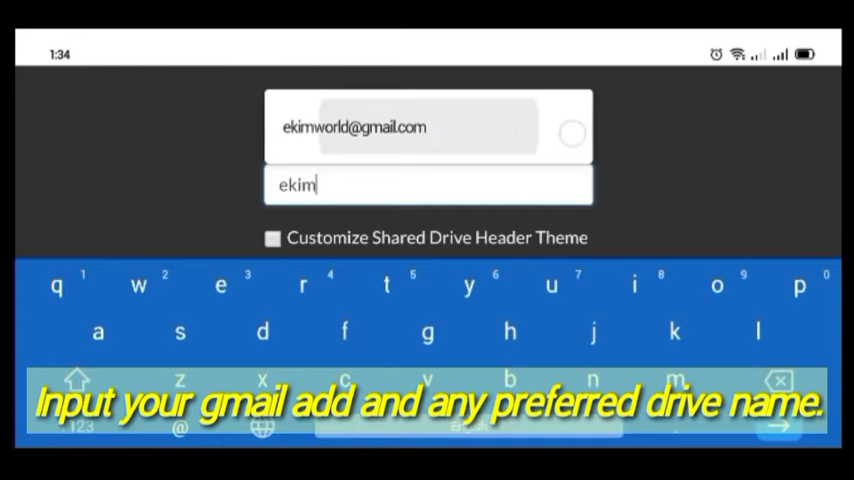 1:34
ekimworld@gmail.com
ekim
Customize Shared Drive Header Theme
q 1 w 2 e 3 r 4 t 5 y 6 u 7 i 8 o 9 p 0
a s d f g h j k l
z x c v b n m
Input your gmail add and any preferred drive name.
?123 @ English .